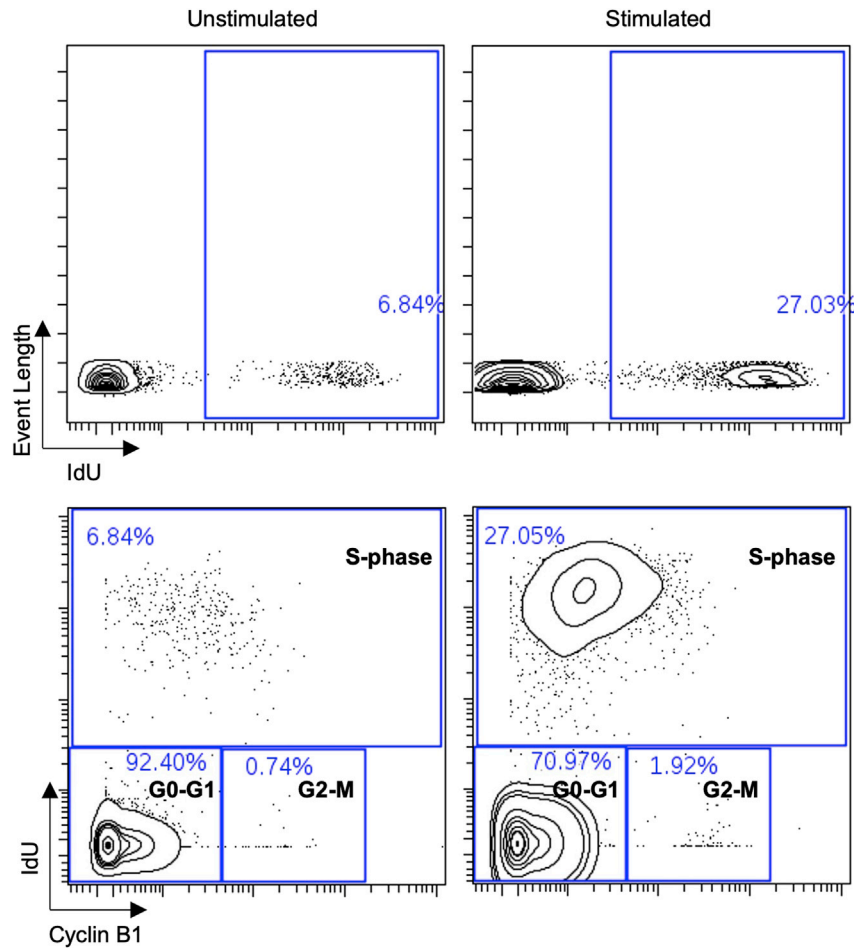 Unstimulated
Stimulated
6.84%
27.03%
Event Length
IdU
6.84%
S-phase
27.05%
S-phase
92.40%
G0-G1
0.74%
G2-M
70.97%
G0-G1
1.92%
G2-M
IdU
Cyclin B1